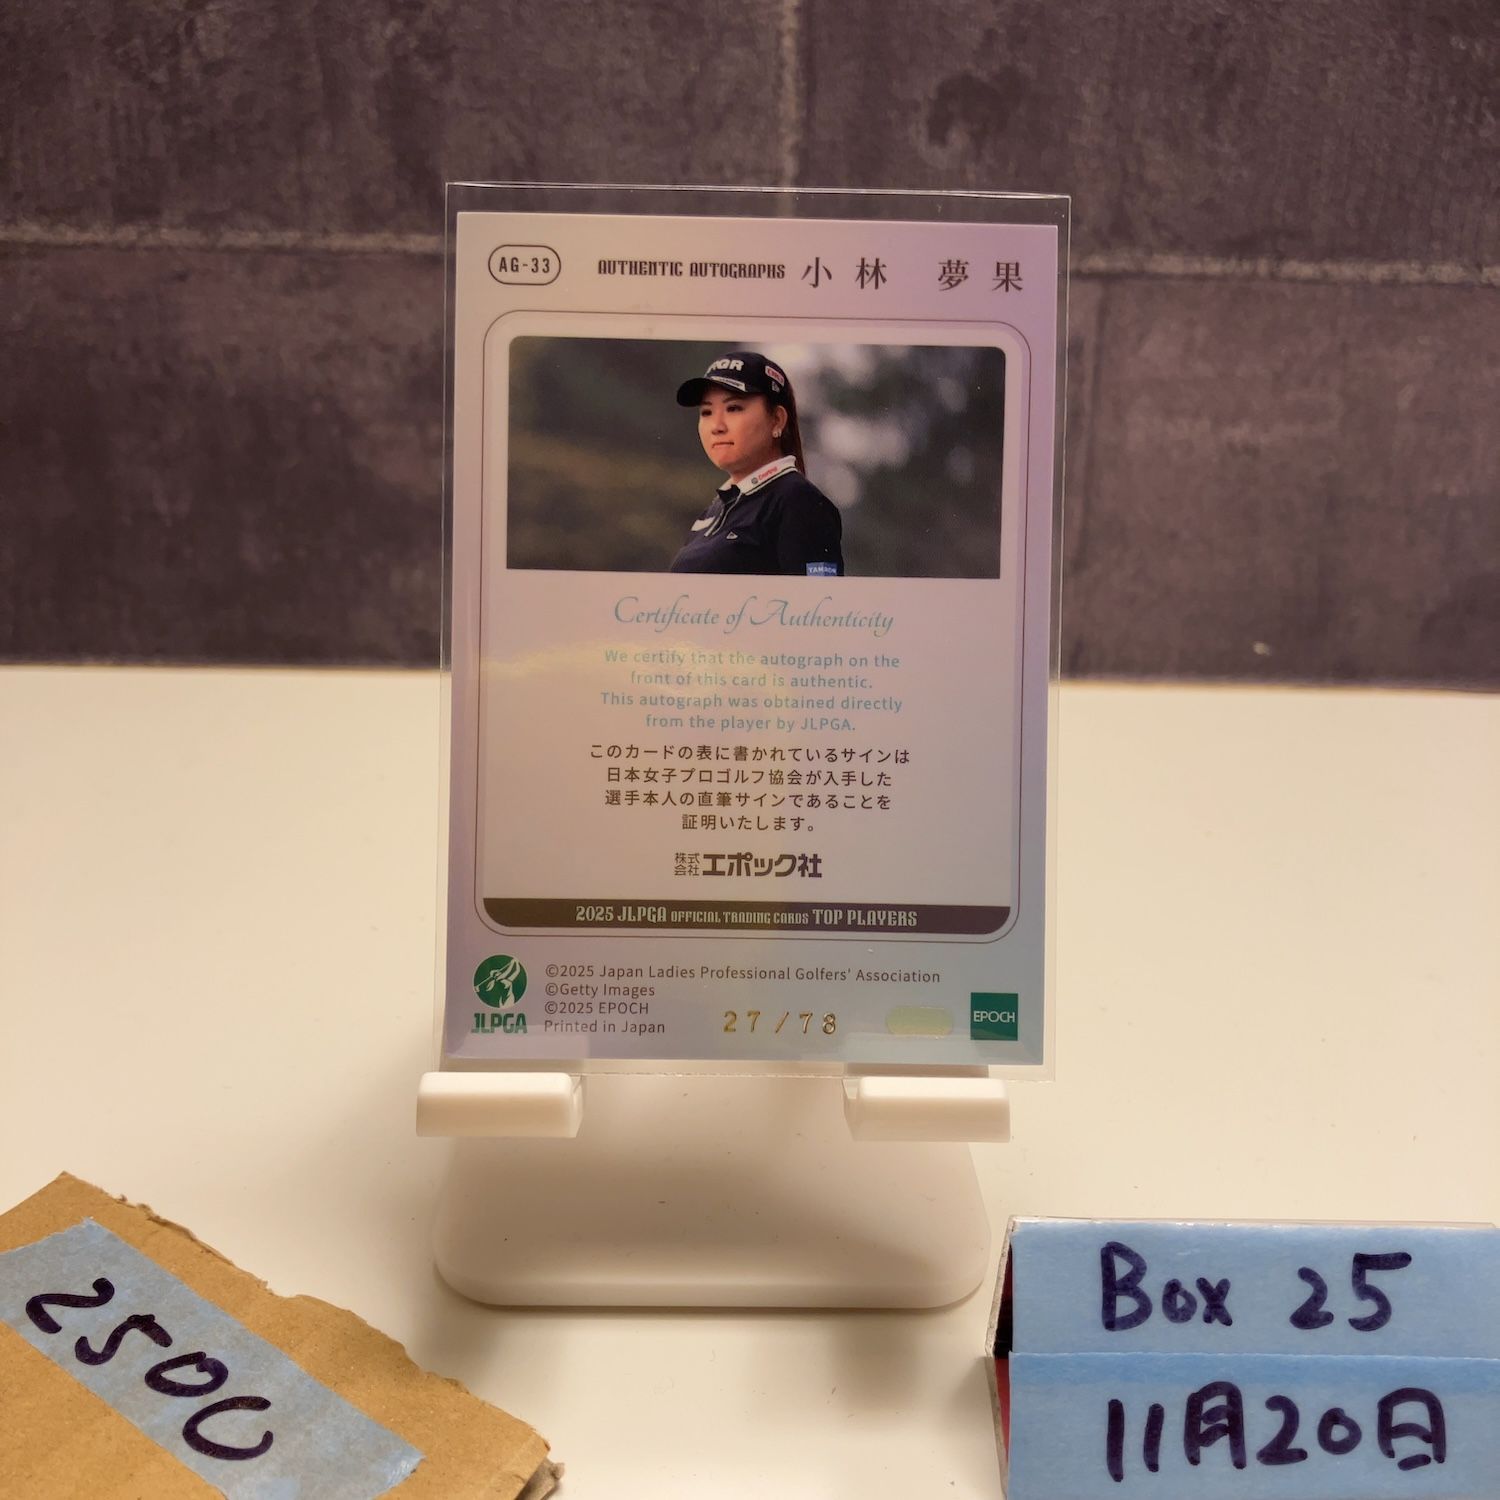 AG-33 AUTHENTIC AUTOGRAPHS 小林 夢果
TAMRON
Certificate of Authenticity
We certify that the autograph on the
front of this card is authentic.
This autograph was obtained directly
from the player by JLPGA.
このカードの表に書かれているサインは
日本女子プロゴルフ協会が入手した
選手本人の直筆サインであることを
証明いたします。
株式会社エポック社
2025 JLPGA OFFICIAL TRADING CARDS TOP PLAYERS
©2025 Japan Ladies Professional Golfers' Association
©Getty Images
©2025 EPOCH
Printed in Japan
JLPGA
27/78
EPOCH
250C
Box 25
11月20日